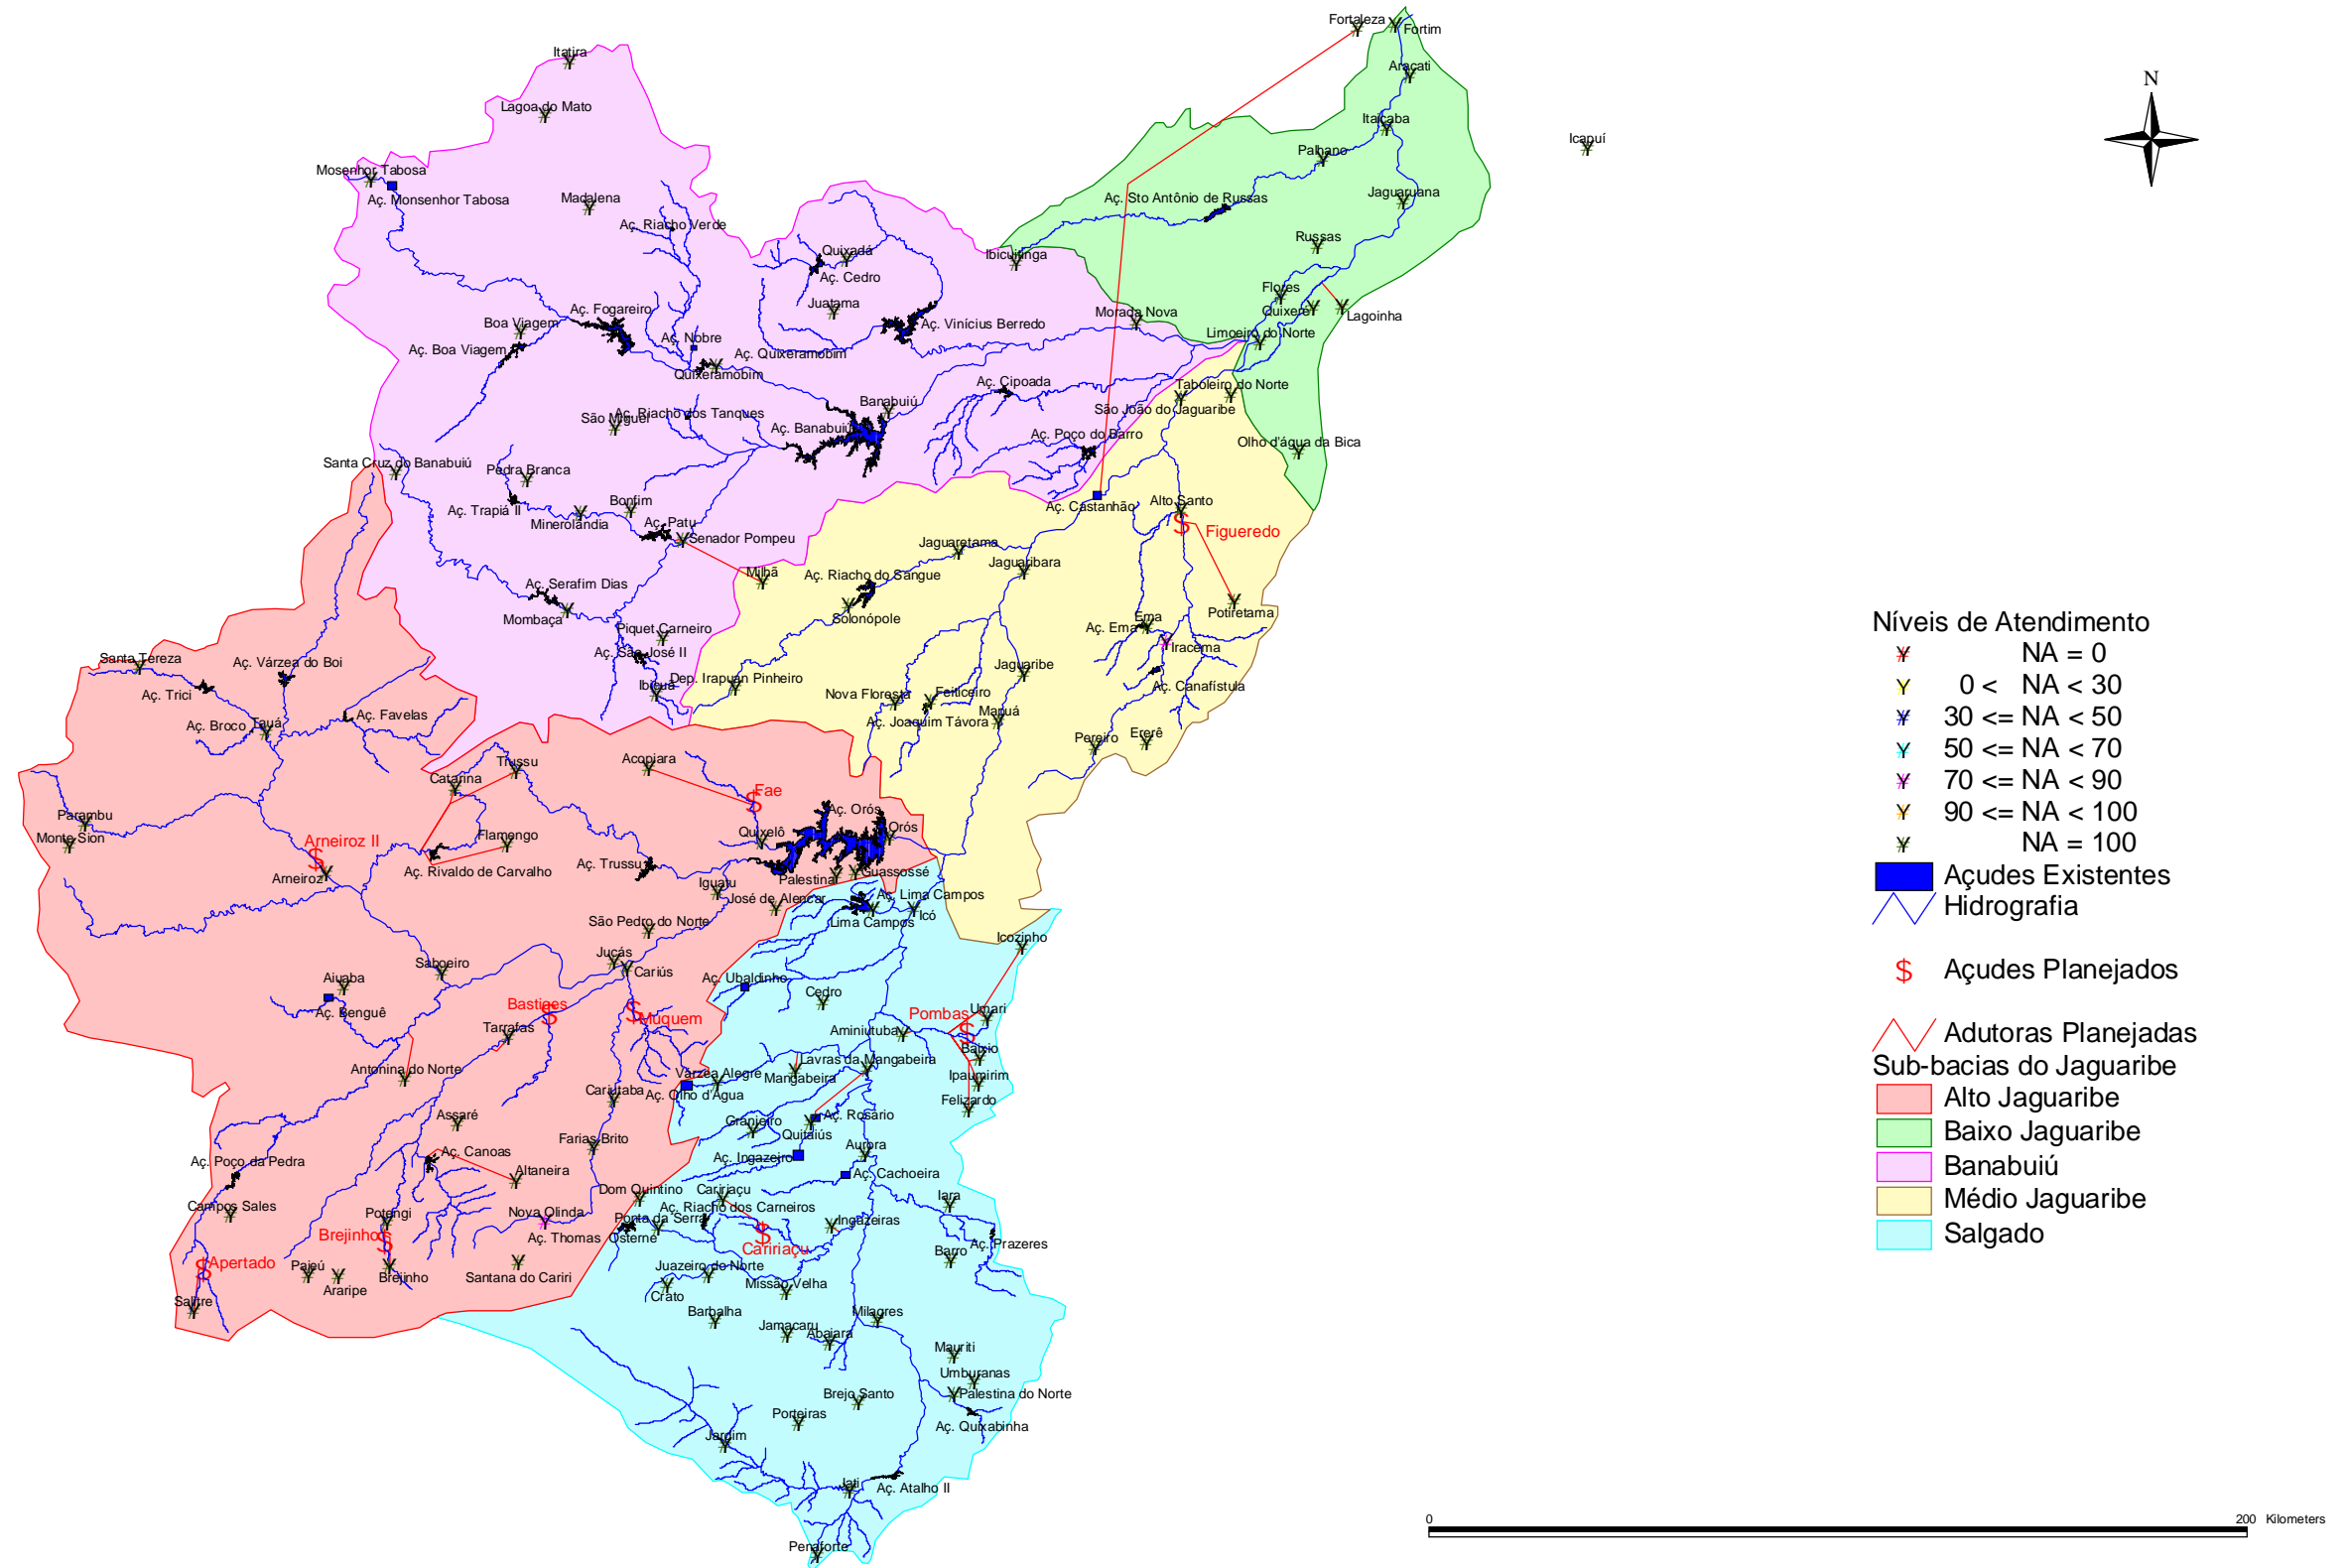 Fortaleza
Fortim
N
Itatira
Aracati
Lagoa do Mato
Itaiçaba
Icapuí
Palhano
Mosenhor Tabosa
Aç. Monsenhor Tabosa
Madalena
Aç. Sto Antônio de Russas
Jaguaruana
Aç. Riacho Verde
Russas
Quixadá
Ibicuitinga
Aç. Cedro
Flores
Juatama
Aç. Fogareiro
Quixeré
Lagoinha
Morada Nova
Boa Viagem
Aç. Vinícius Berredo
Limoeiro do Norte
Aç. Nobre
Aç. Boa Viagem
Aç. Quixeramobim
Quixeramobim
Aç. Cipoada
Taboleiro do Norte
Banabuiú
São João do Jaguaribe
Aç. Riacho dos Tanques
São Miguel
Aç. Banabuiú
Aç. Poço do Barro
Olho d'água da Bica
Santa Cruz do Banabuiú
Pedra Branca
Bonfim
Alto Santo
Aç. Castanhão
Aç. Trapiá II
Minerolândia
Aç. Patu
Figueredo
Senador Pompeu
Jaguaretama
Jaguaribara
Milhã
Aç. Riacho do Sangue
Aç. Serafim Dias
Potiretama
Mombaça
Solonópole
Ema
Níveis de Atendimento
Piquet Carneiro
Aç. Ema
Iracema
NA = 0
Aç. São José II
Santa Tereza
Aç. Várzea do Boi
Jaguaribe
0 < NA < 30
Dep. Irapuan Pinheiro
Ibicuã
Aç. Canafístula
Aç. Trici
Nova Floresta
Feiticeiro
30 <= NA < 50
Aç. Favelas
Mapuá
Aç. Broco
Tauá
Aç. Joaquim Távora
50 <= NA < 70
Pereiro
Ererê
Acopiara
Trussu
70 <= NA < 90
Catarina
Fae
90 <= NA < 100
Aç. Orós
Parambu
Quixelô
Orós
Flamengo
Monte Sion
Arneiroz II
NA = 100
Aç. Trussu
Aç. Rivaldo de Carvalho
Arneiroz
Palestina
Guassossé
Açudes Existentes
Iguatu
José de Alencar
Aç. Lima Campos
Hidrografia
São Pedro do Norte
Lima Campos
Icó
Icozinho
Jucás
Saboeiro
Cariús
Açudes Planejados
Aç. Ubaldinho
Aiuaba
Cedro
Bastioes
Aç. Benguê
Muquem
Pombas
Umari
Tarrafas
Aminiutuba
Adutoras Planejadas
Baixio
Antonina do Norte
Lavras da Mangabeira
Sub-bacias do Jaguaribe
Várzea Alegre
Mangabeira
Ipaumirim
Aç. Olho d'Água
Cariutaba
Felizardo
Alto Jaguaribe
Assaré
Aç. Rosário
Granjeiro
Quitaiús
Baixo Jaguaribe
Farias Brito
Aurora
Aç. Canoas
Aç. Ingazeiro
Aç. Poço da Pedra
Altaneira
Aç. Cachoeira
Banabuiú
Dom Quintino
Caririaçu
Iara
Médio Jaguaribe
Campos Sales
Aç. Riacho dos Carneiros
Potengi
Nova Olinda
Ponta da Serra
Ingazeiras
Brejinhos
Aç. Thomas Osterne
Caririaçu
Salgado
Aç. Prazeres
Barro
Apertado
Pajeú
Araripe
Brejinho
Santana do Cariri
Juazeiro do Norte
Missão Velha
Crato
Salitre
Barbalha
Milagres
Jamacaru
Abaiara
Mauriti
Umburanas
Brejo Santo
Palestina do Norte
Porteiras
Aç. Quixabinha
Jardim
Jati
Aç. Atalho II
0
200 Kilometers
Penaforte